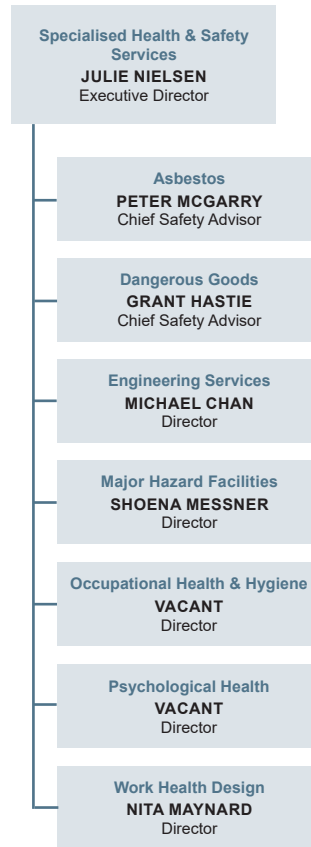 Specialised Health & Safety
Services
JULIE NIELSEN
Executive Director
Asbestos
PETER MCGARRY
Chief Safety Advisor
Dangerous Goods
GRANT HASTIE
Chief Safety Advisor
Engineering Services
MICHAEL CHAN
Director
Major Hazard Facilities
SHOENA MESSNER
Director
Occupational Health & Hygiene
VACANT
Director
Psychological Health
VACANT
Director
Work Health Design
NITA MAYNARD
Director